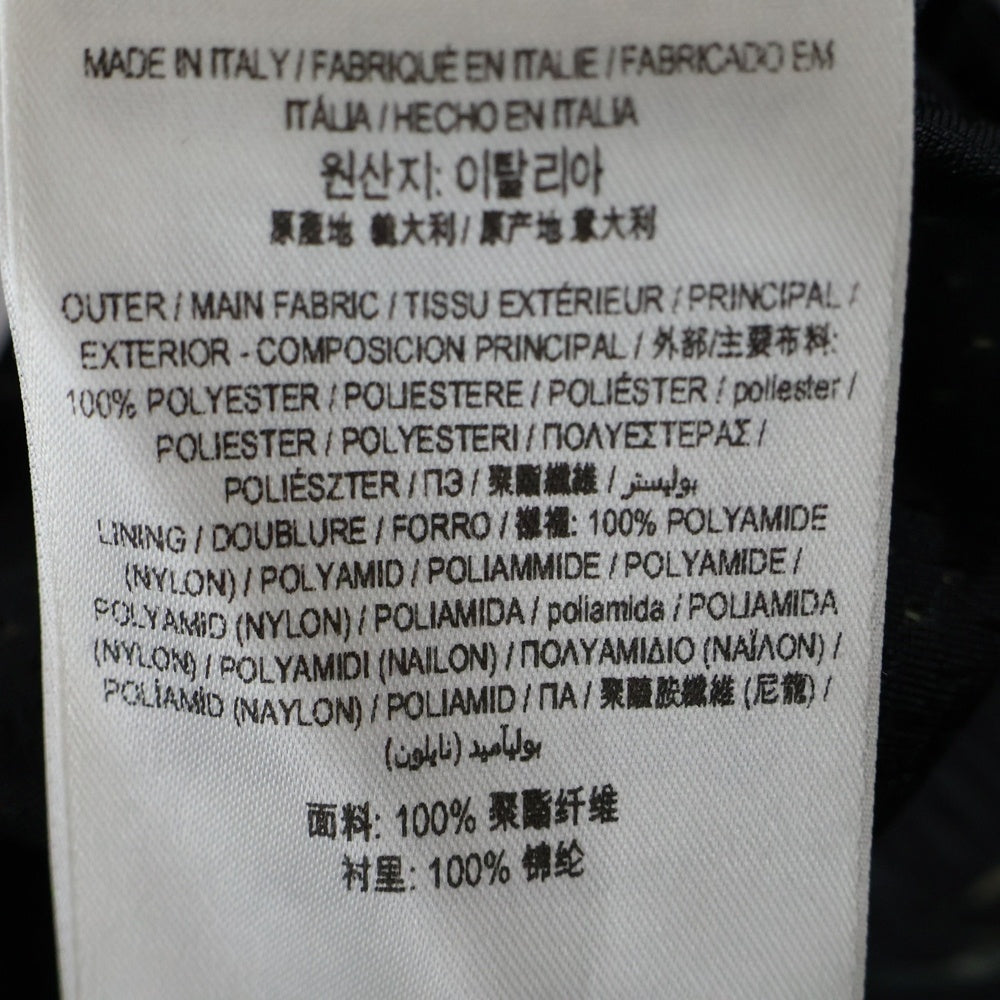 MADE IN ITALY / FABRIQUÉ EN ITALIE / FABRICADO EM
ITÁLIA / HECHO EN ITALIA
원산지: 이탈리아
原產地 義大利 / 原产地 意大利
OUTER / MAIN FABRIC / TISSU EXTÉRIEUR / PRINCIPAL /
EXTERIOR - COMPOSICION PRINCIPAL / 外部/主要布料:
100% POLYESTER / POLIESTERE / POLIÉSTER / poliester /
POLIESTER / POLYESTERI / ΠΟΛΥΕΣΤΕΡΑΣ /
POLIÉSZTER / ПЭ / 聚酯纖維 / بوليستر
LINING / DOUBLURE / FORRO / 襯裡: 100% POLYAMIDE
(NYLON) / POLYAMID / POLIAMMIDE / POLYAMIDE /
POLYAMID (NYLON) / POLIAMIDA / poliamida / POLIAMIDA
(NYLON) / POLYAMIDI (NAILON) / ΠΟΛΥΑΜΙΔΙΟ (ΝΑΪΛΟΝ) /
POLİAMİD (NAYLON) / POLIAMID / ПА / 聚醯胺纖維 (尼龍) /
بوليآميد (نايلون)
面料: 100% 聚酯纤维
衬里: 100% 锦纶